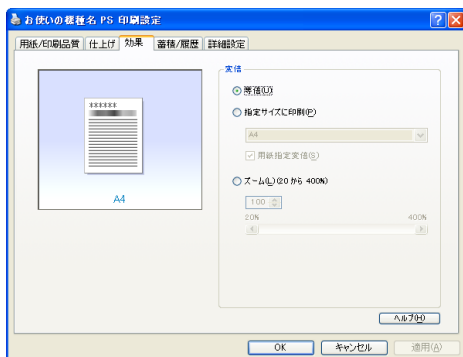 お使いの機種名 PS 印刷設定
用紙/印刷品質 仕上げ 効果 蓄積/履歴 詳細設定
変倍
等倍(U)
指定サイズに印刷(P)
A4
用紙指定変倍(S)
ズーム(L)(20 から 400%)
100
20% 400%
******
A4
ヘルプ(H)
OK キャンセル 適用(A)